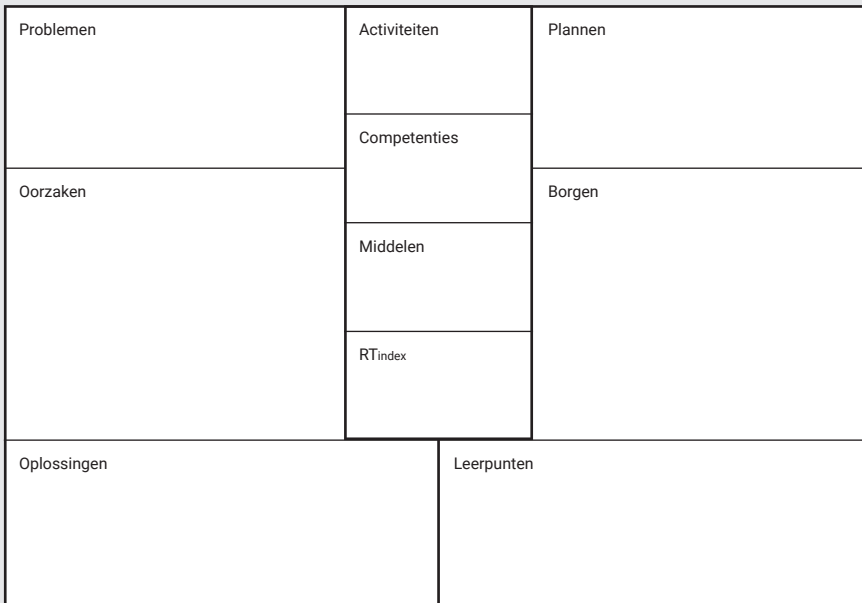 Problemen
Oorzaken
Oplossingen
Activiteiten
Competenties
Middelen
RTindex
Plannen
Borgen
Leerpunten